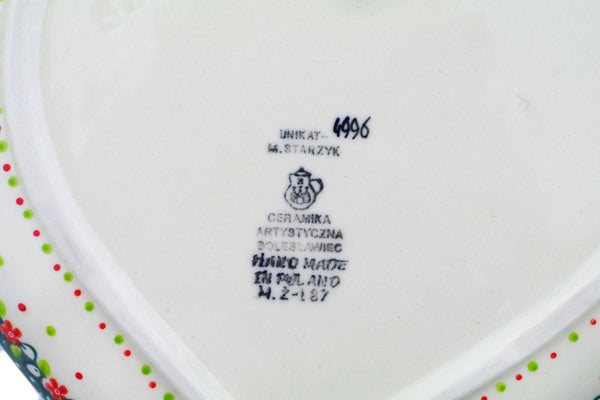 UNIKAT- 4996
M. STARZYK
CERAMIKA
ARTYSTYCZNA
BOLESŁAWIEC
HAND MADE
IN POLAND
M.Z-187